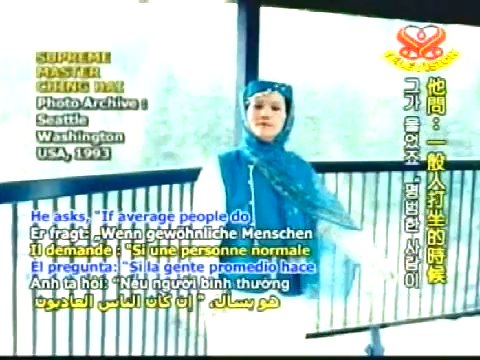 SUPREME
MASTER
CHING HAI
Photo Archive :
Seattle
Washington
USA, 1993
He asks, "If average people do
Er fragt: „Wenn gewöhnliche Menschen
Il demande : "Si une personne normale
El pregunta: "Si la gente promedio hace
Anh ta hỏi: "Nếu người bình thường
هو يسأل, " إن كان الناس العاديون
他問：一般人打坐的時候
그가 물었죠, 평범한 사람이